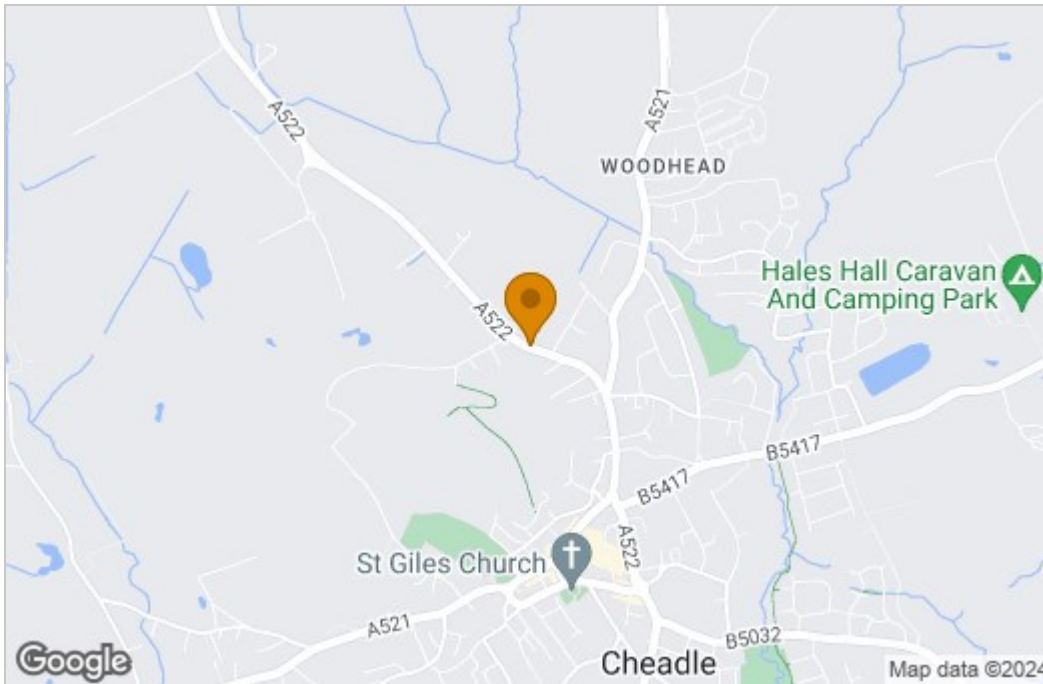 A522
A521
WOODHEAD
Hales Hall Caravan
And Camping Park
A522
B5417
B5417
St Giles Church
A522
A521
B5032
Cheadle
Google
Map data ©2024